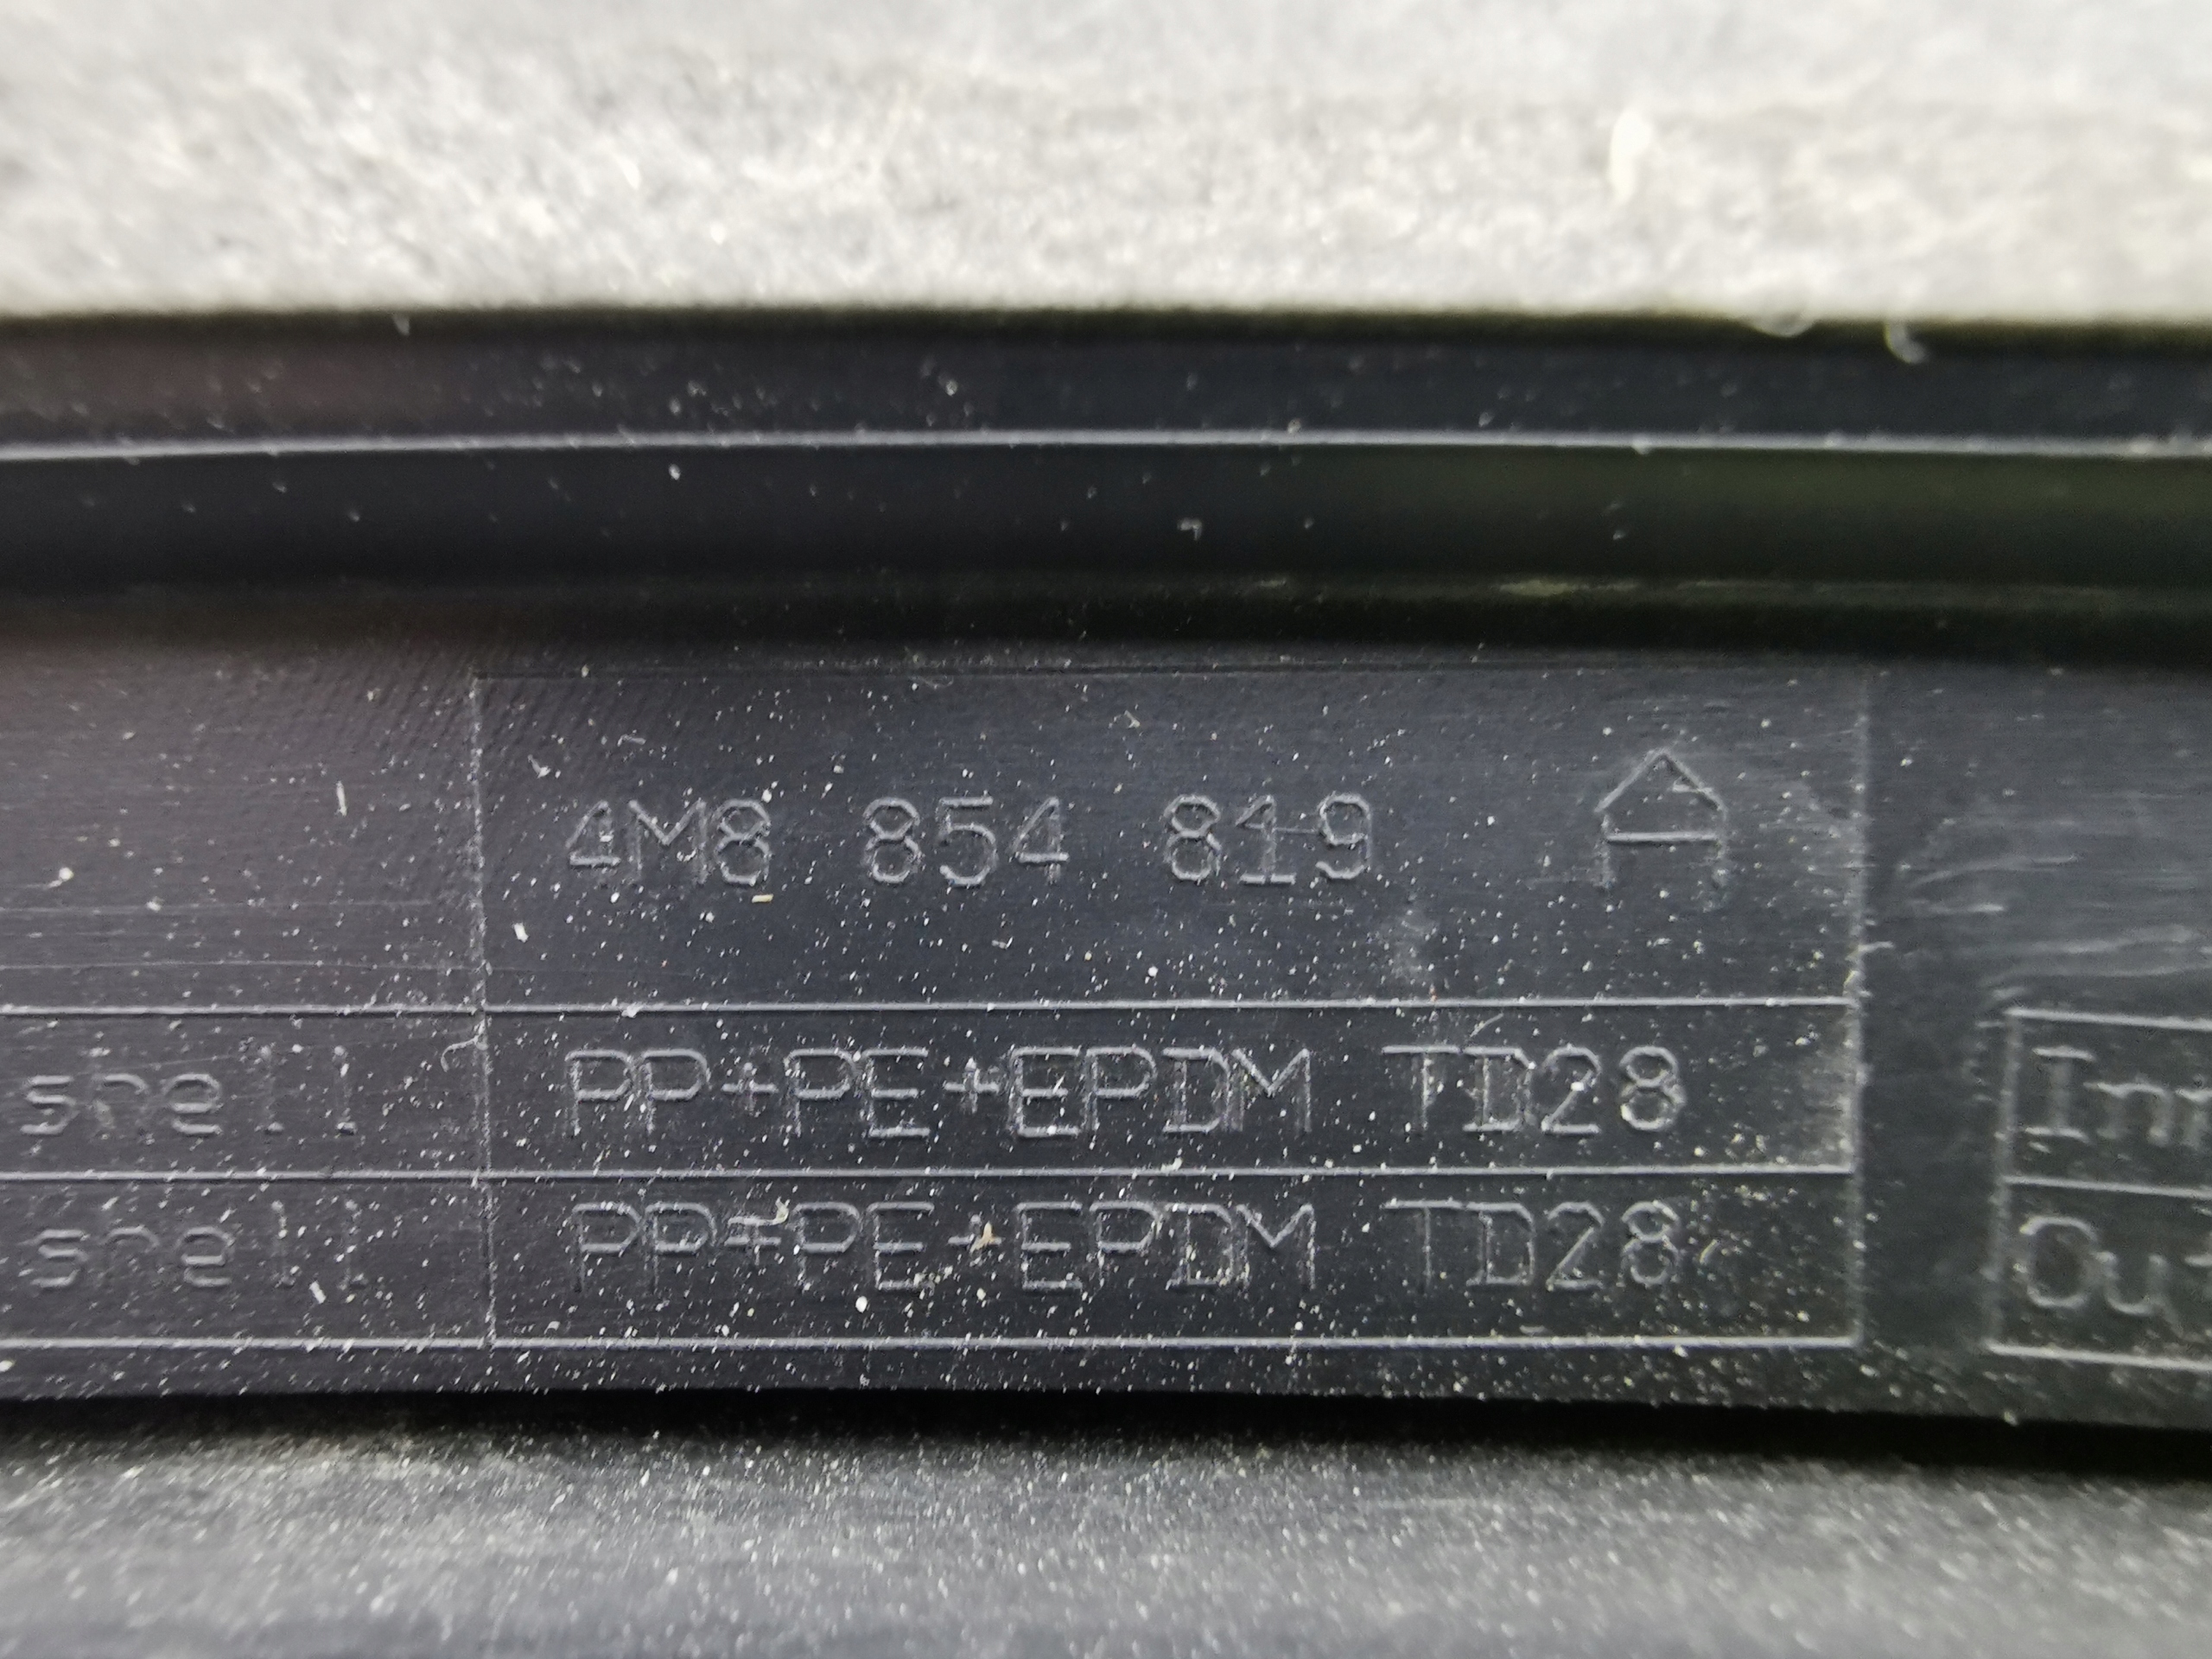 4M8 854 819 A
shell PP+PE+EPDM TD28
shell PP+PE+EPDM TD28